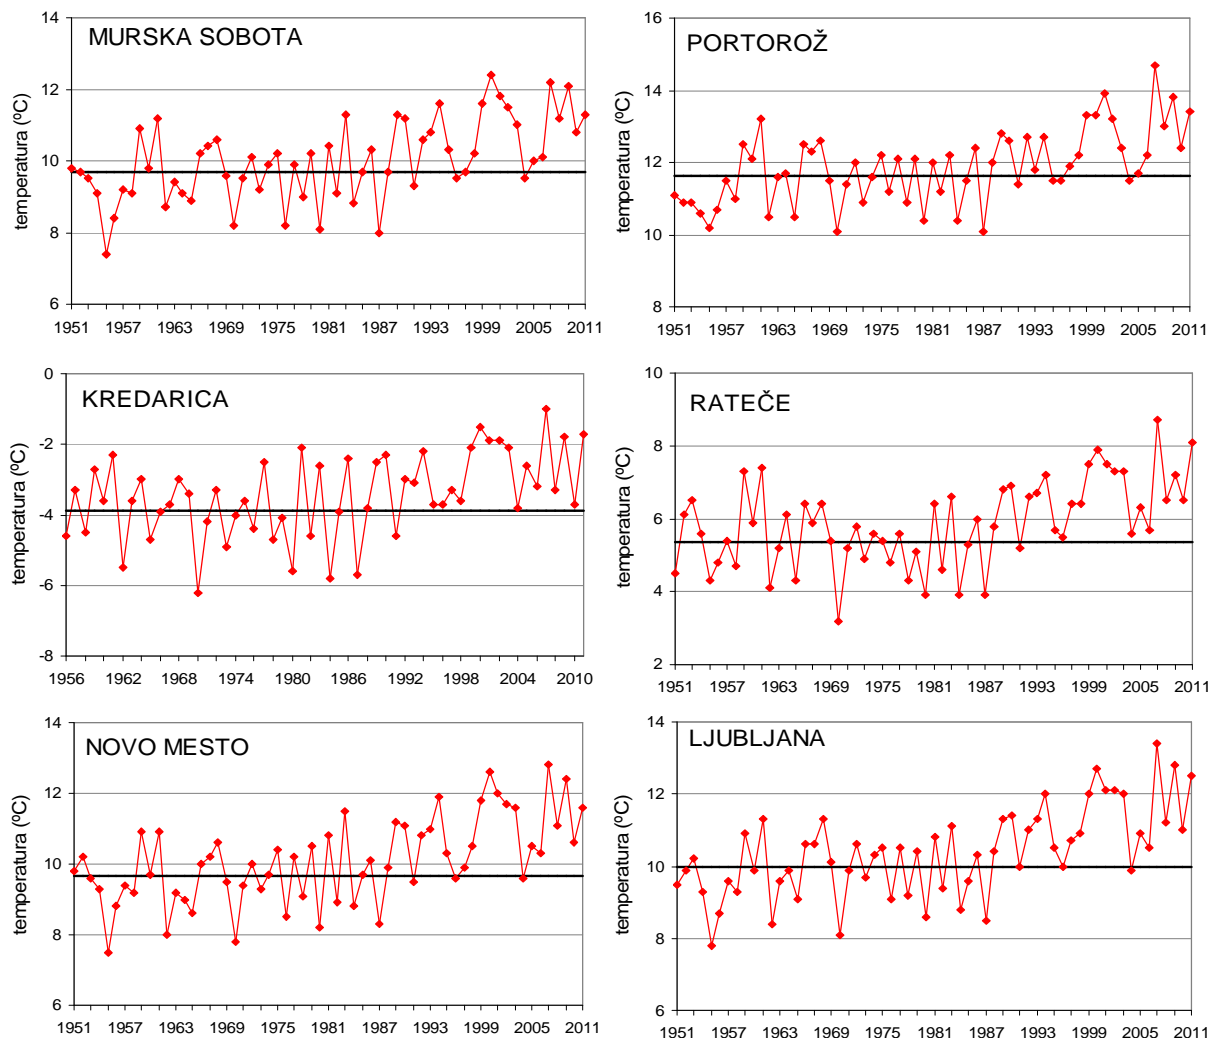 MURSKA SOBOTA
temperatura (ºC)
14
12
10
8
6
1951 1957 1963 1969 1975 1981 1987 1993 1999 2005 2011
PORTOROŽ
temperatura (ºC)
16
14
12
10
8
1951 1957 1963 1969 1975 1981 1987 1993 1999 2005 2011
KREDARICA
temperatura (ºC)
0
-2
-4
-6
-8
1956 1962 1968 1974 1980 1986 1992 1998 2004 2010
RATEČE
temperatura (ºC)
10
8
6
4
2
1951 1957 1963 1969 1975 1981 1987 1993 1999 2005 2011
NOVO MESTO
temperatura (ºC)
14
12
10
8
6
1951 1957 1963 1969 1975 1981 1987 1993 1999 2005 2011
LJUBLJANA
temperatura (ºC)
14
12
10
8
6
1951 1957 1963 1969 1975 1981 1987 1993 1999 2005 2011